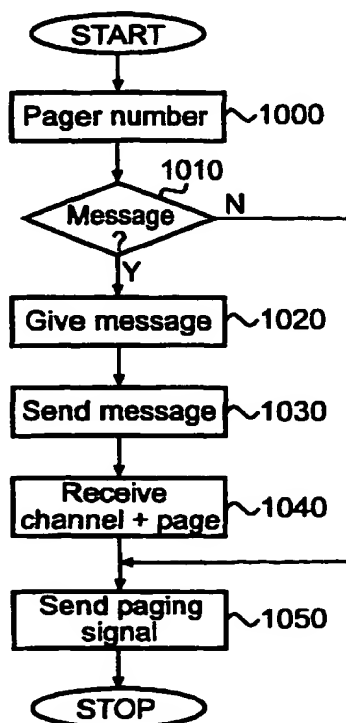 START
Pager number 1000
1010
Message
?
N
Y
Give message 1020
Send message 1030
Receive
channel + page 1040
Send paging
signal 1050
STOP